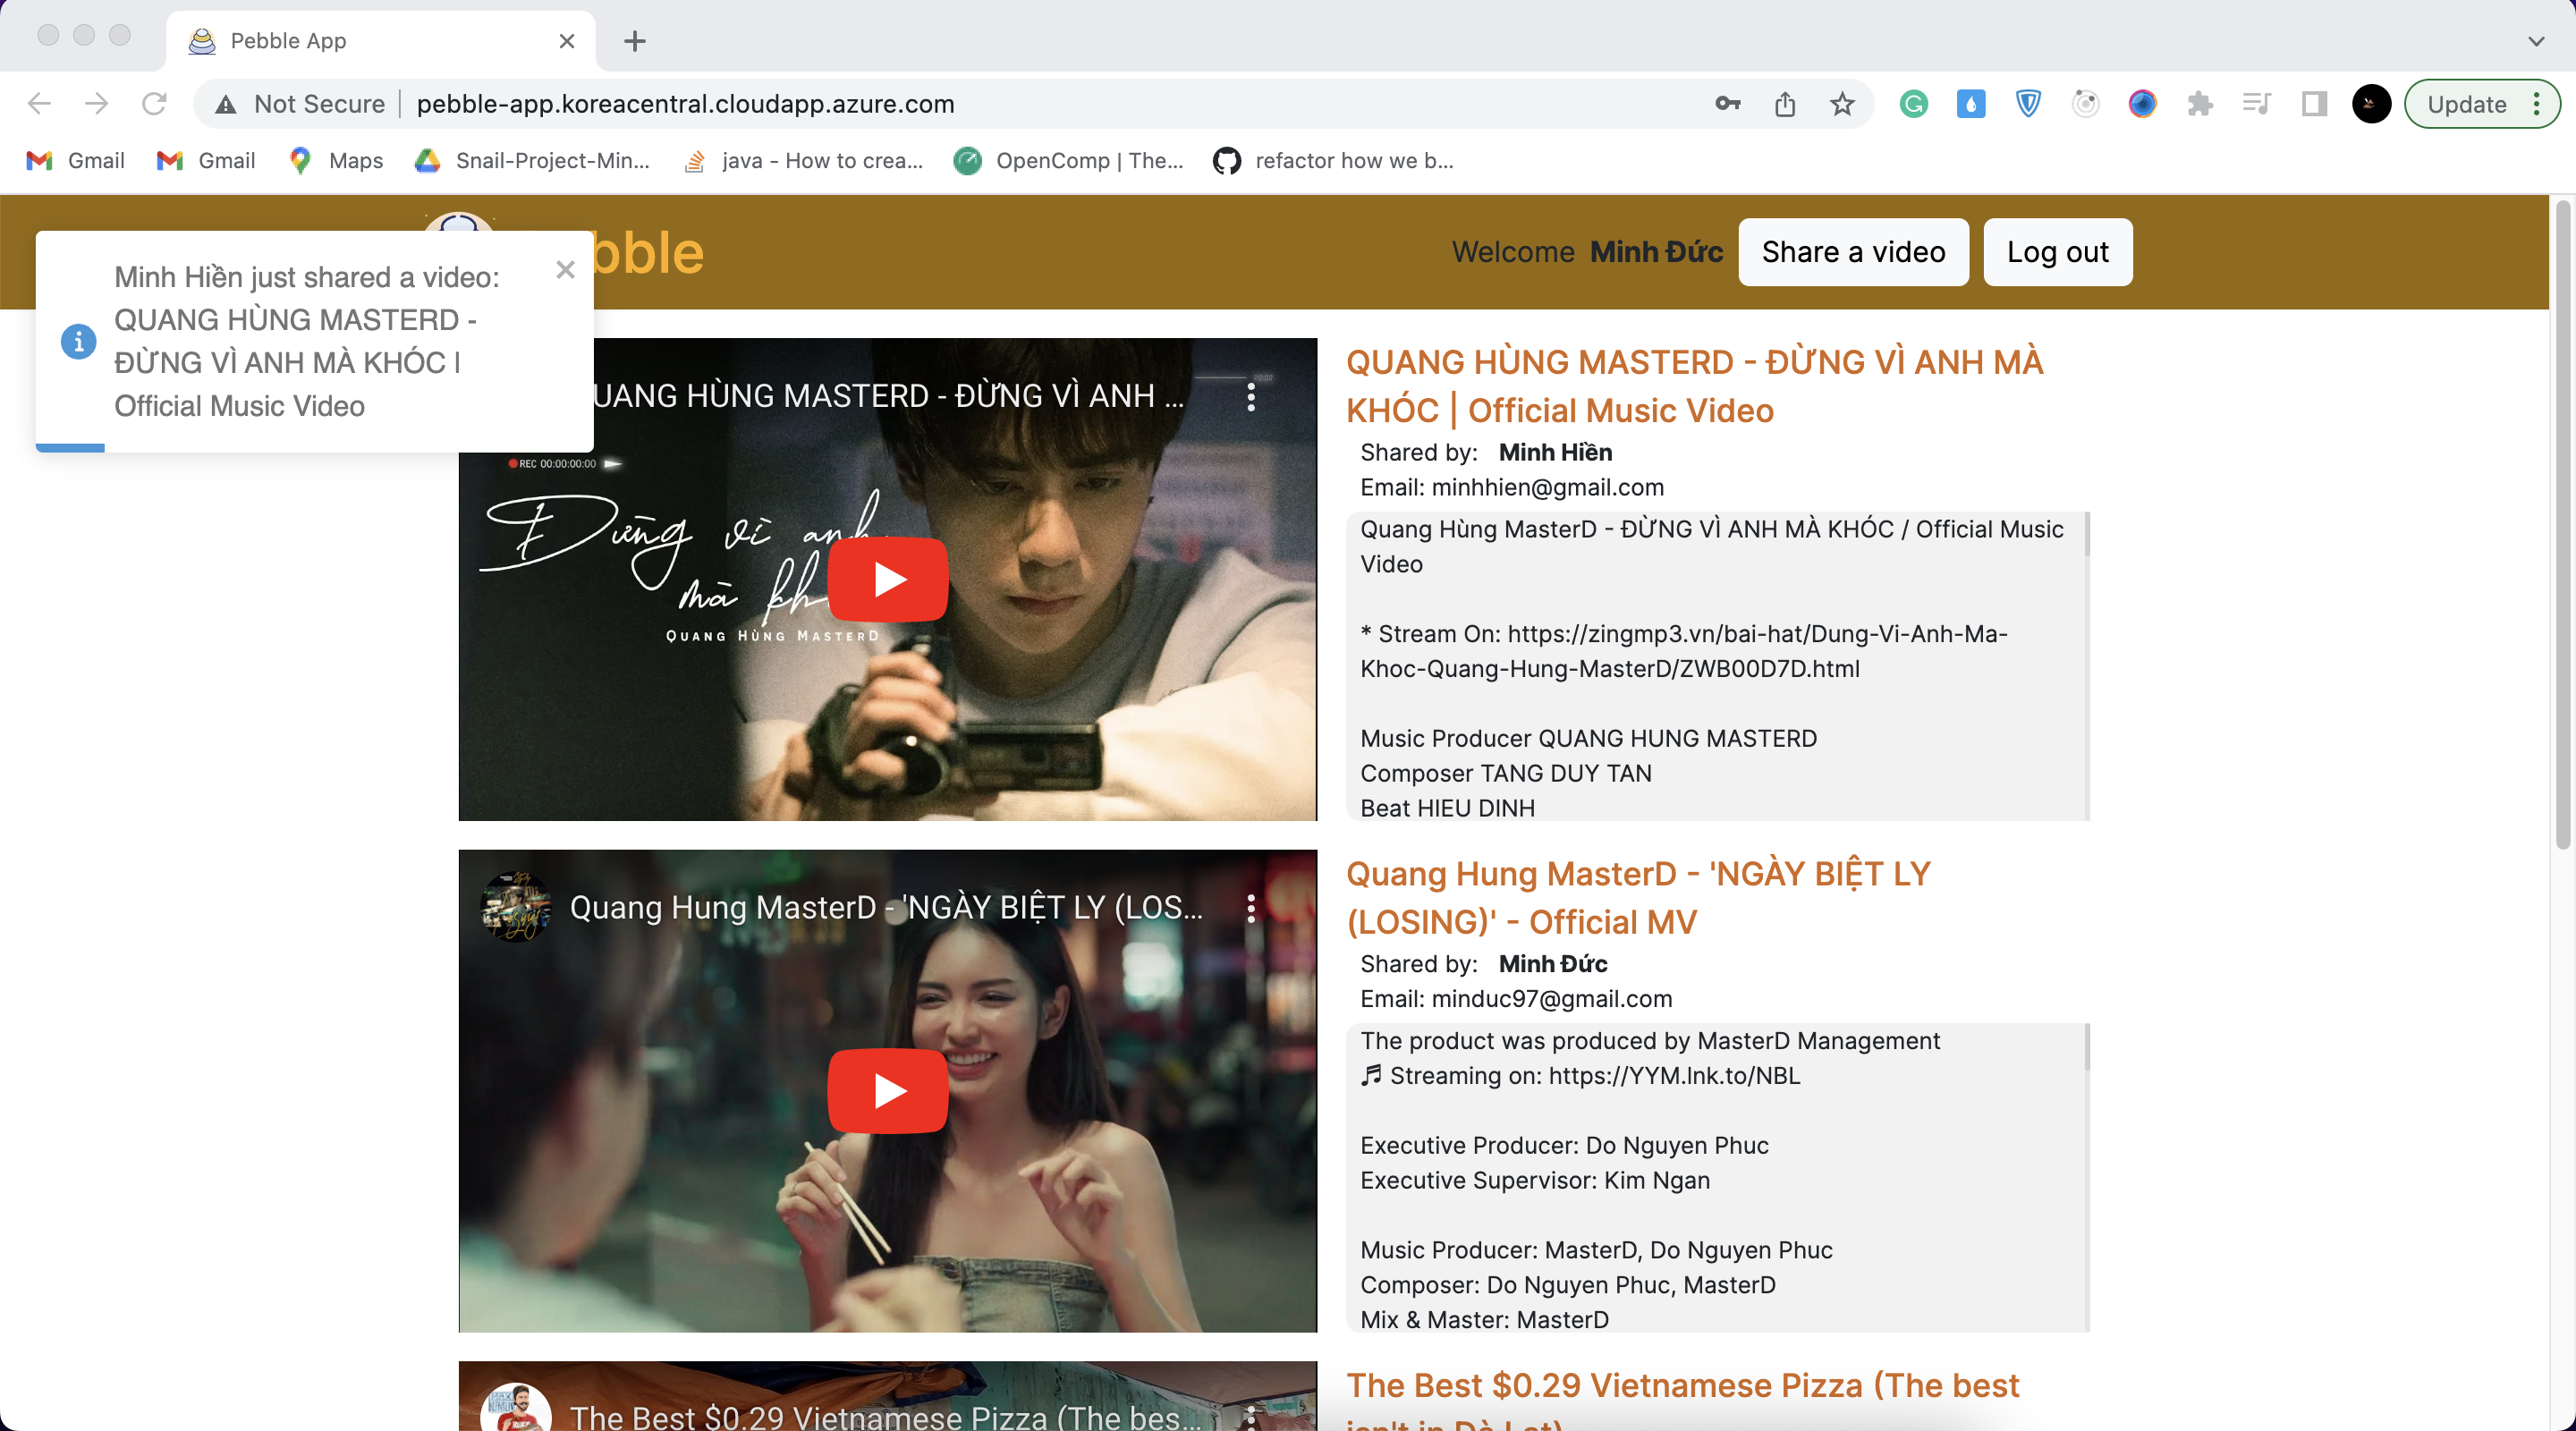 Pebble App
Not Secure
pebble-app.koreacentral.cloudapp.azure.com
Update
Gmail
Gmail
Maps
Snail-Project-Min...
java - How to crea...
OpenComp | The...
refactor how we b...
bble
Welcome Minh Đức
Share a video
Log out
Minh Hiền just shared a video:
QUANG HÙNG MASTERD -
ĐỪNG VÌ ANH MÀ KHÓC |
Official Music Video
UANG HÙNG MASTERD - ĐỪNG VÌ ANH ...
REC 00:00:00:00
Đừng vì anh
mà kh
QUANG HÙNG MASTERD
QUANG HÙNG MASTERD - ĐỪNG VÌ ANH MÀ
KHÓC | Official Music Video
Shared by: Minh Hiền
Email: minhhien@gmail.com
Quang Hùng MasterD - ĐỪNG VÌ ANH MÀ KHÓC / Official Music
Video
* Stream On: https://zingmp3.vn/bai-hat/Dung-Vi-Anh-Ma-
Khoc-Quang-Hung-MasterD/ZWB00D7D.html
Music Producer QUANG HUNG MASTERD
Composer TANG DUY TAN
Beat HIEU DINH
Quang Hung MasterD - 'NGÀY BIỆT LY (LOS...
Quang Hung MasterD - 'NGÀY BIỆT LY
(LOSING)' - Official MV
Shared by: Minh Đức
Email: minduc97@gmail.com
The product was produced by MasterD Management
🎵 Streaming on: https://YYM.lnk.to/NBL
Executive Producer: Do Nguyen Phuc
Executive Supervisor: Kim Ngan
Music Producer: MasterD, Do Nguyen Phuc
Composer: Do Nguyen Phuc, MasterD
Mix & Master: MasterD
The Best $0.29 Vietnamese Pizza (The bes...
The Best $0.29 Vietnamese Pizza (The best
isn't in Đà Lạt)